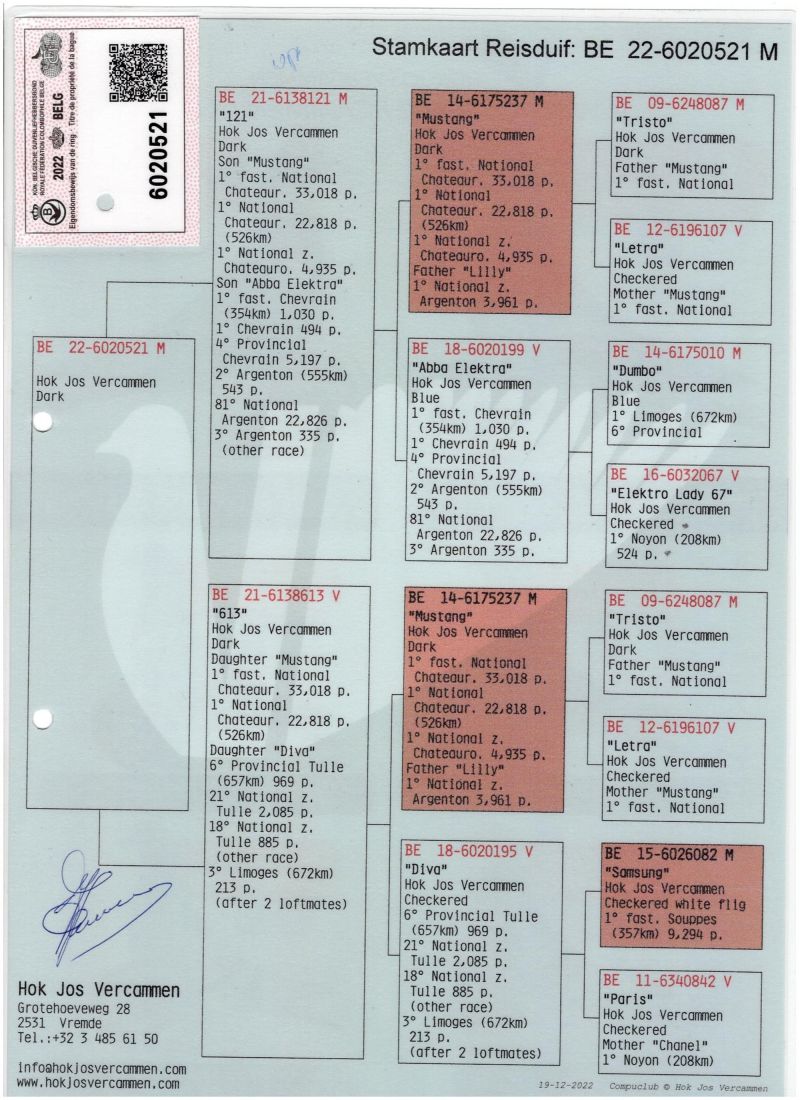 Stamkaart Reisduif: BE 22-6020521 M
KON. BELGISCHE DUIVENLIEFHEBBERSBOND
ROYALE FÉDÉRATION COLOMBOPHILE BELGE
2022 BELG
Eigendomsbewijs van de ring - Titre de propriété de la bague
6020521
BE 22-6020521 M
Hok Jos Vercammen
Dark
BE 21-6138121 M
"121"
Hok Jos Vercammen
Dark
Son "Mustang"
1° fast. National
Chateaur. 33,018 p.
1° National
Chateaur. 22,818 p.
(526km)
1° National z.
Chateauro. 4,935 p.
Son "Abba Elektra"
1° fast. Chevrain
(354km) 1,030 p.
1° Chevrain 494 p.
4° Provincial
Chevrain 5,197 p.
2° Argenton (555km)
543 p.
81° National
Argenton 22,826 p.
3° Argenton 335 p.
(other race)
BE 21-6138613 V
"613"
Hok Jos Vercammen
Dark
Daughter "Mustang"
1° fast. National
Chateaur. 33,018 p.
1° National
Chateaur. 22,818 p.
(526km)
Daughter "Diva"
6° Provincial Tulle
(657km) 969 p.
21° National z.
Tulle 2,085 p.
18° National z.
Tulle 885 p.
(other race)
3° Limoges (672km)
213 p.
(after 2 loftmates)
BE 14-6175237 M
"Mustang"
Hok Jos Vercammen
Dark
1° fast. National
Chateaur. 33,018 p.
1° National
Chateaur. 22,818 p.
(526km)
1° National z.
Chateauro. 4,935 p.
Father "Lilly"
1° National z.
Argenton 3,961 p.
BE 18-6020199 V
"Abba Elektra"
Hok Jos Vercammen
Blue
1° fast. Chevrain
(354km) 1,030 p.
1° Chevrain 494 p.
4° Provincial
Chevrain 5,197 p.
2° Argenton (555km)
543 p.
81° National
Argenton 22,826 p.
3° Argenton 335 p.
BE 14-6175237 M
"Mustang"
Hok Jos Vercammen
Dark
1° fast. National
Chateaur. 33,018 p.
1° National
Chateaur. 22,818 p.
(526km)
1° National z.
Chateauro. 4,935 p.
Father "Lilly"
1° National z.
Argenton 3,961 p.
BE 18-6020195 V
"Diva"
Hok Jos Vercammen
Checkered
6° Provincial Tulle
(657km) 969 p.
21° National z.
Tulle 2,085 p.
18° National z.
Tulle 885 p.
(other race)
3° Limoges (672km)
213 p.
(after 2 loftmates)
BE 09-6248087 M
"Tristo"
Hok Jos Vercammen
Dark
Father "Mustang"
1° fast. National
BE 12-6196107 V
"Letra"
Hok Jos Vercammen
Checkered
Mother "Mustang"
1° fast. National
BE 14-6175010 M
"Dumbo"
Hok Jos Vercammen
Blue
1° Limoges (672km)
6° Provincial
BE 16-6032067 V
"Elektro Lady 67"
Hok Jos Vercammen
Checkered
1° Noyon (208km)
524 p.
BE 09-6248087 M
"Tristo"
Hok Jos Vercammen
Dark
Father "Mustang"
1° fast. National
BE 12-6196107 V
"Letra"
Hok Jos Vercammen
Checkered
Mother "Mustang"
1° fast. National
BE 15-6026082 M
"Samsung"
Hok Jos Vercammen
Checkered white flig
1° fast. Souppes
(357km) 9,294 p.
BE 11-6340842 V
"Paris"
Hok Jos Vercammen
Checkered
Mother "Chanel"
1° Noyon (208km)
Hok Jos Vercammen
Grotehoeveweg 28
2531 Vremde
Tel.:+32 3 485 61 50
info@hokjosvercammen.com
www.hokjosvercammen.com
19-12-2022 Compuclub © Hok Jos Vercammen